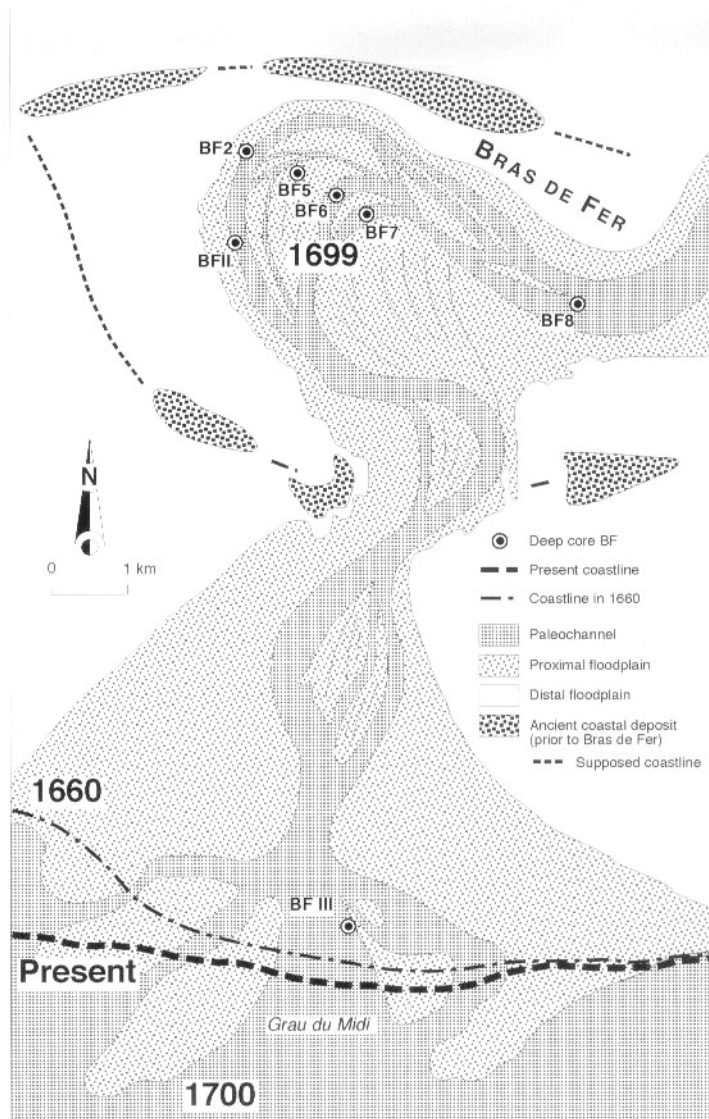 BRAS DE FER
BF2
BF5
BF6
BF7
1699
BFII
BF8
N
0 1 km
Deep core BF
Present coastline
Coastline in 1660
Paleochannel
Proximal floodplain
Distal floodplain
Ancient coastal deposit
(prior to Bras de Fer)
Supposed coastline
1660
BF III
Present
Grau du Midi
1700